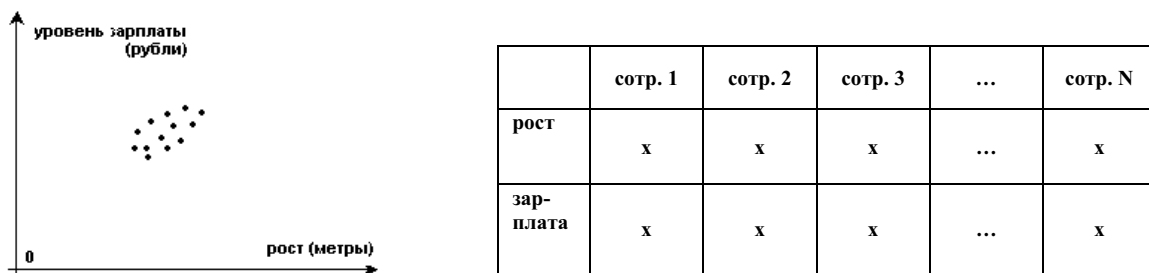 уровень зарплаты
(рубли)
0
рост (метры)
сотр. 1 сотр. 2 сотр. 3 ... сотр. N
рост x x x ... x
зар-
плата x x x ... x